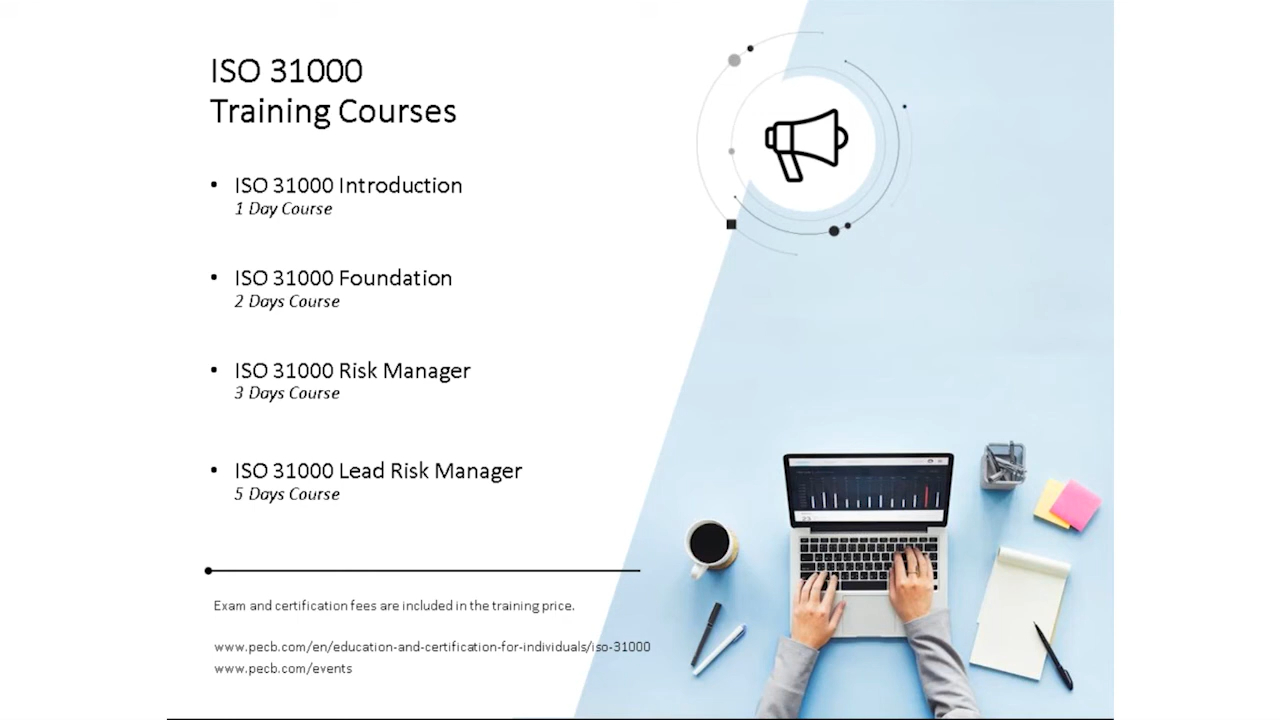 ISO 31000
Training Courses
• ISO 31000 Introduction
1 Day Course
• ISO 31000 Foundation
2 Days Course
• ISO 31000 Risk Manager
3 Days Course
• ISO 31000 Lead Risk Manager
5 Days Course
Exam and certification fees are included in the training price.
www.pecb.com/en/education-and-certification-for-individuals/iso-31000
www.pecb.com/events